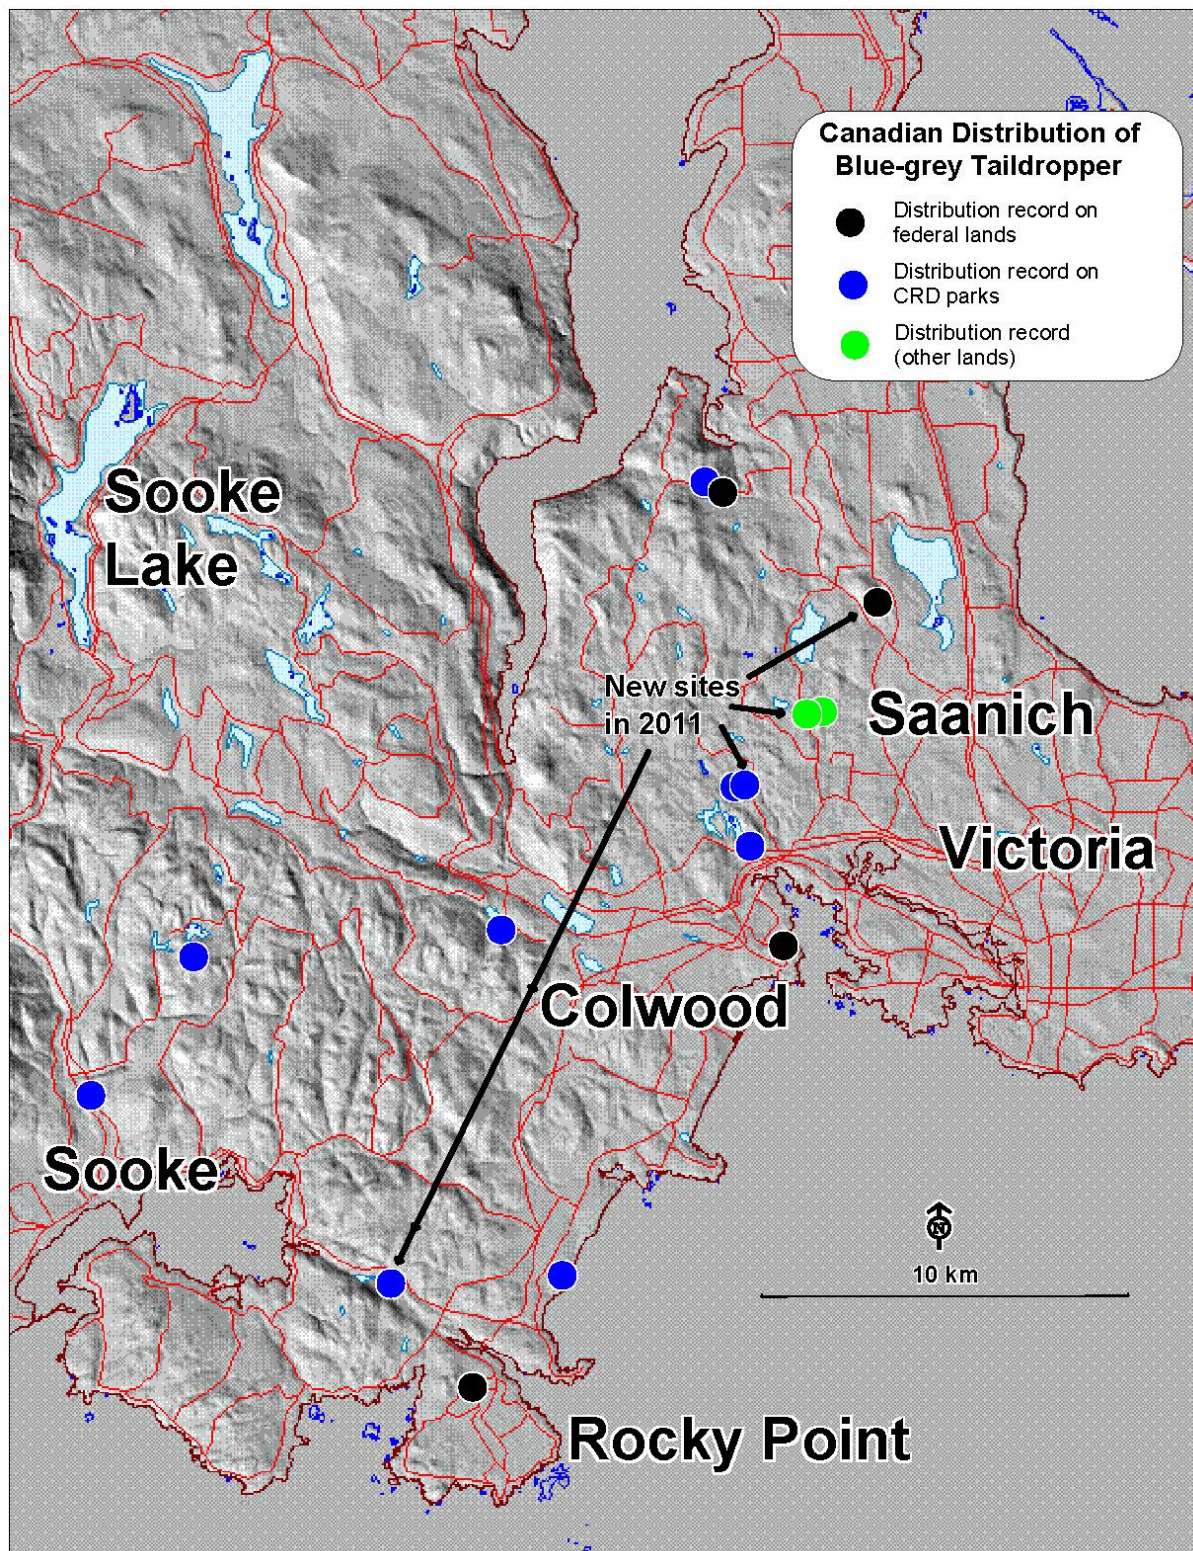 Canadian Distribution of
Blue-grey Taildropper
Distribution record on
federal lands
Distribution record on
CRD parks
Distribution record
(other lands)
Sooke
Lake
New sites
in 2011
Saanich
Victoria
Colwood
Sooke
N
10 km
Rocky Point